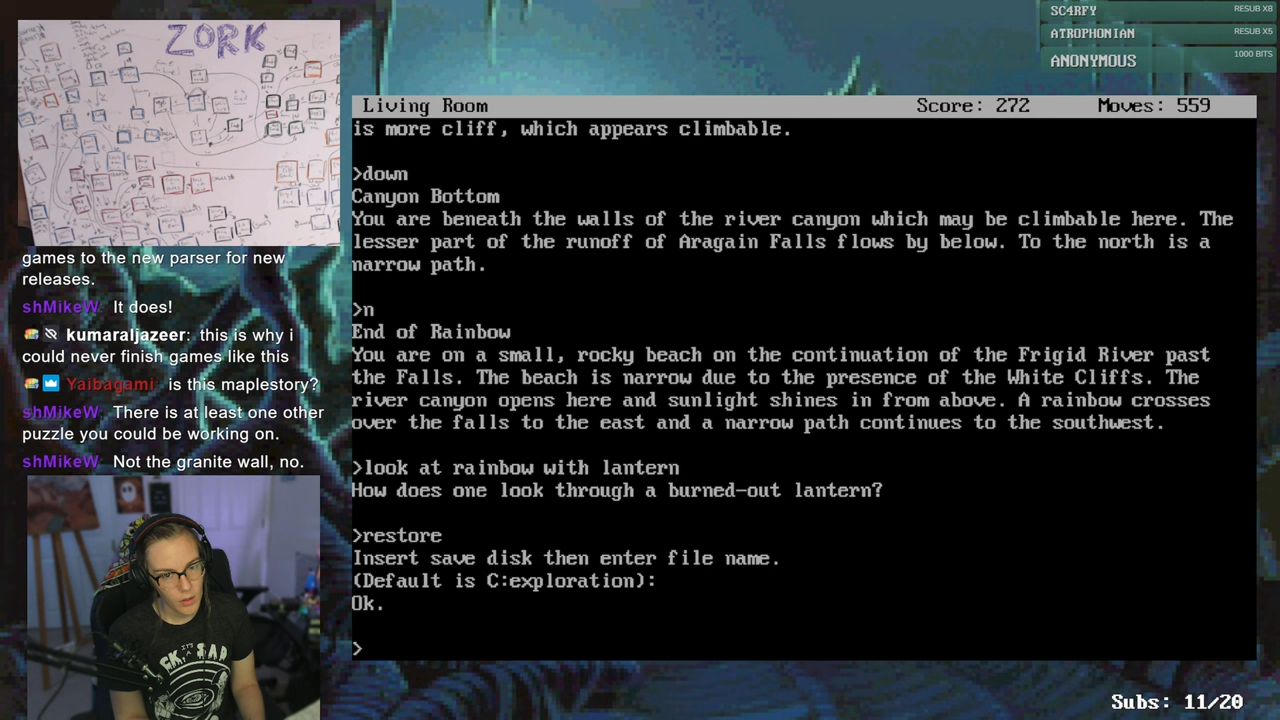 ZORK
games to the new parser for new
releases.
shMikeW: It does!
kumaraljazeer: this is why i
could never finish games like this
Yaibagami: is this maplestory?
shMikeW: There is at least one other
puzzle you could be working on.
shMikeW: Not the granite wall, no.
SC4RFY RESUB X8
ATROPHONIAN RESUB X5
ANONYMOUS 1000 BITS
Living Room Score: 272 Moves: 559
is more cliff, which appears climbable.
>down
Canyon Bottom
You are beneath the walls of the river canyon which may be climbable here. The
lesser part of the runoff of Aragain Falls flows by below. To the north is a
narrow path.
>n
End of Rainbow
You are on a small, rocky beach on the continuation of the Frigid River past
the Falls. The beach is narrow due to the presence of the White Cliffs. The
river canyon opens here and sunlight shines in from above. A rainbow crosses
over the falls to the east and a narrow path continues to the southwest.
>look at rainbow with lantern
How does one look through a burned-out lantern?
>restore
Insert save disk then enter file name.
(Default is C:exploration):
Ok.
>
Subs: 11/20